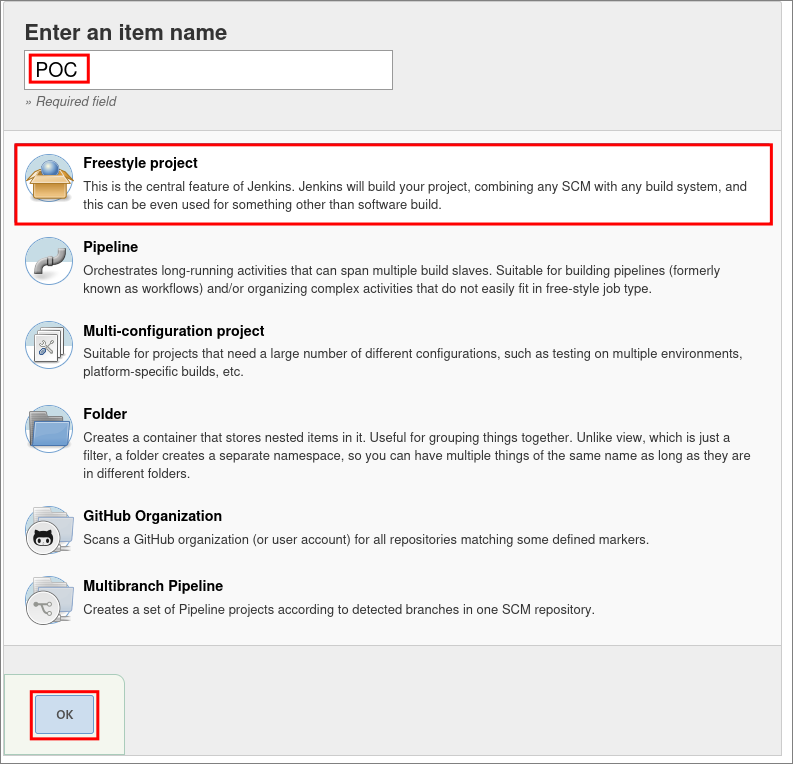 Enter an item name
POC
» Required field
Freestyle project
This is the central feature of Jenkins. Jenkins will build your project, combining any SCM with any build system, and
this can be even used for something other than software build.
Pipeline
Orchestrates long-running activities that can span multiple build slaves. Suitable for building pipelines (formerly
known as workflows) and/or organizing complex activities that do not easily fit in free-style job type.
Multi-configuration project
Suitable for projects that need a large number of different configurations, such as testing on multiple environments,
platform-specific builds, etc.
Folder
Creates a container that stores nested items in it. Useful for grouping things together. Unlike view, which is just a
filter, a folder creates a separate namespace, so you can have multiple things of the same name as long as they are
in different folders.
GitHub Organization
Scans a GitHub organization (or user account) for all repositories matching some defined markers.
Multibranch Pipeline
Creates a set of Pipeline projects according to detected branches in one SCM repository.
OK